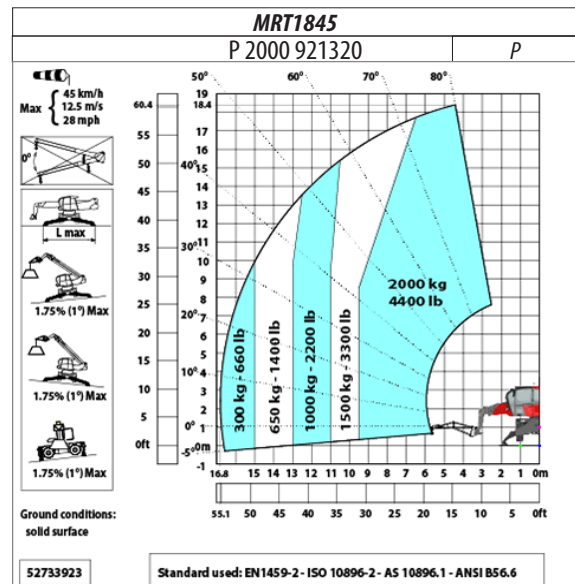 MRT1845
P 2000 921320
P
Max
45 km/h
12.5 m/s
28 mph
0°
L max
1.75% (1°) Max
1.75% (1°) Max
1.75% (1°) Max
Ground conditions:
solid surface
52733923
50° 60° 70° 80°
40°
30°
20°
10°
0°
-5°
60.4
55
50
45
40
35
30
25
20
15
10
5
0ft
18.4
17
16
15
14
13
12
11
10
9
8
7
6
5
4
3
2
1
0m
-1
300 kg - 660 lb
650 kg - 1400 lb
1000 kg - 2200 lb
1500 kg - 3300 lb
2000 kg
4400 lb
16.8 15 14 13 12 11 10 9 8 7 6 5 4 3 2 1 0m
55.1 50 45 40 35 30 25 20 15 10 5 0ft
Standard used: EN1459-2 - ISO 10896-2 - AS 10896.1 - ANSI B56.6